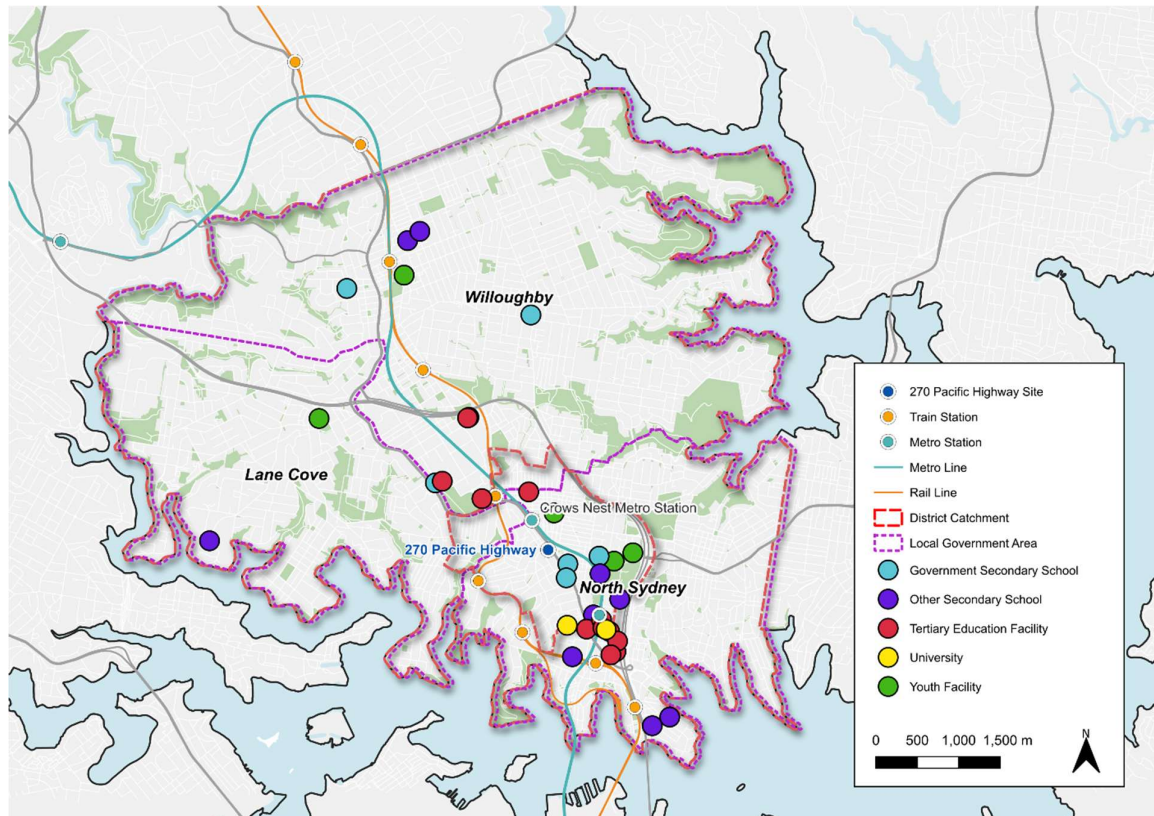 Willoughby
Lane Cove
Crows Nest Metro Station
270 Pacific Highway
North Sydney
270 Pacific Highway Site
Train Station
Metro Station
Metro Line
Rail Line
District Catchment
Local Government Area
Government Secondary School
Other Secondary School
Tertiary Education Facility
University
Youth Facility
0 500 1,000 1,500 m
N